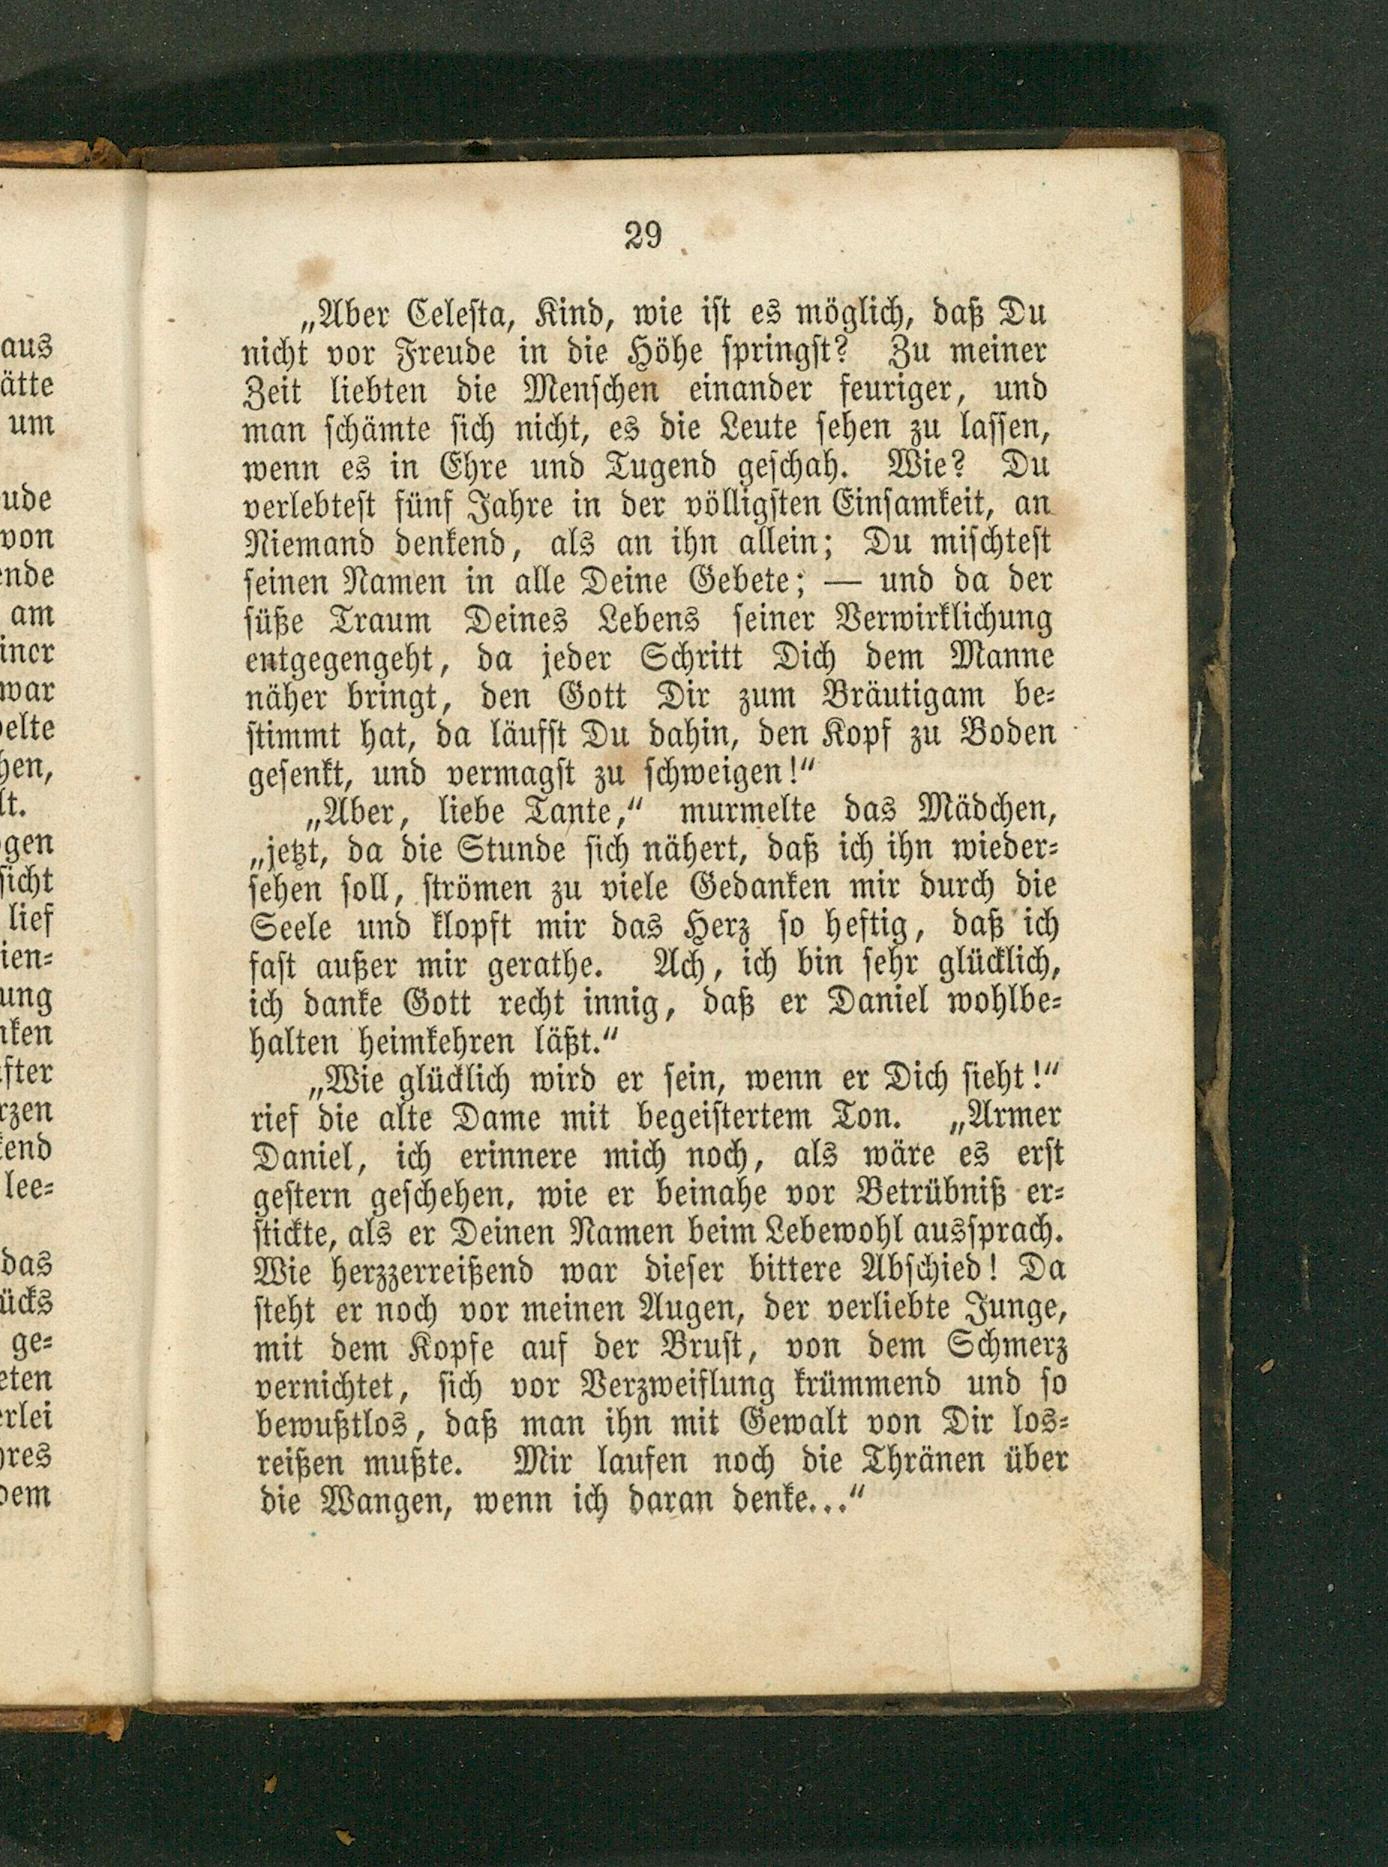 29
„Aber Celesta, Kind, wie ist es möglich, daß Du
nicht vor Freude in die Höhe springst? Zu meiner
Zeit liebten die Menschen einander feuriger, und
man schämte sich nicht, es die Leute sehen zu lassen,
wenn es in Ehre und Tugend geschah. Wie? Du
verlebtest fünf Jahre in der völligsten Einsamkeit, an
Niemand denkend, als an ihn allein; Du mischtest
seinen Namen in alle Deine Gebete; — und da der
süße Traum Deines Lebens seiner Verwirklichung
entgegengeht, da jeder Schritt Dich dem Manne
näher bringt, den Gott Dir zum Bräutigam be-
stimmt hat, da läufst Du dahin, den Kopf zu Boden
gesenkt, und vermagst zu schweigen!“
„Aber, liebe Tante,“ murmelte das Mädchen,
„jetzt, da die Stunde sich nähert, daß ich ihn wieder-
sehen soll, strömen zu viele Gedanken mir durch die
Seele und klopft mir das Herz so heftig, daß ich
fast außer mir gerathe. Ach, ich bin sehr glücklich,
ich danke Gott recht innig, daß er Daniel wohlbe-
halten heimkehren läßt.“
„Wie glücklich wird er sein, wenn er Dich sieht!“
rief die alte Dame mit begeistertem Ton. „Armer
Daniel, ich erinnere mich noch, als wäre es erst
gestern geschehen, wie er beinahe vor Betrübniß er-
stickte, als er Deinen Namen beim Lebewohl aussprach.
Wie herzzerreißend war dieser bittere Abschied! Da
steht er noch vor meinen Augen, der verliebte Junge,
mit dem Kopfe auf der Brust, von dem Schmerz
vernichtet, sich vor Verzweiflung krümmend und so
bewußtlos, daß man ihn mit Gewalt von Dir los-
reißen mußte. Mir laufen noch die Thränen über
die Wangen, wenn ich daran denke...“